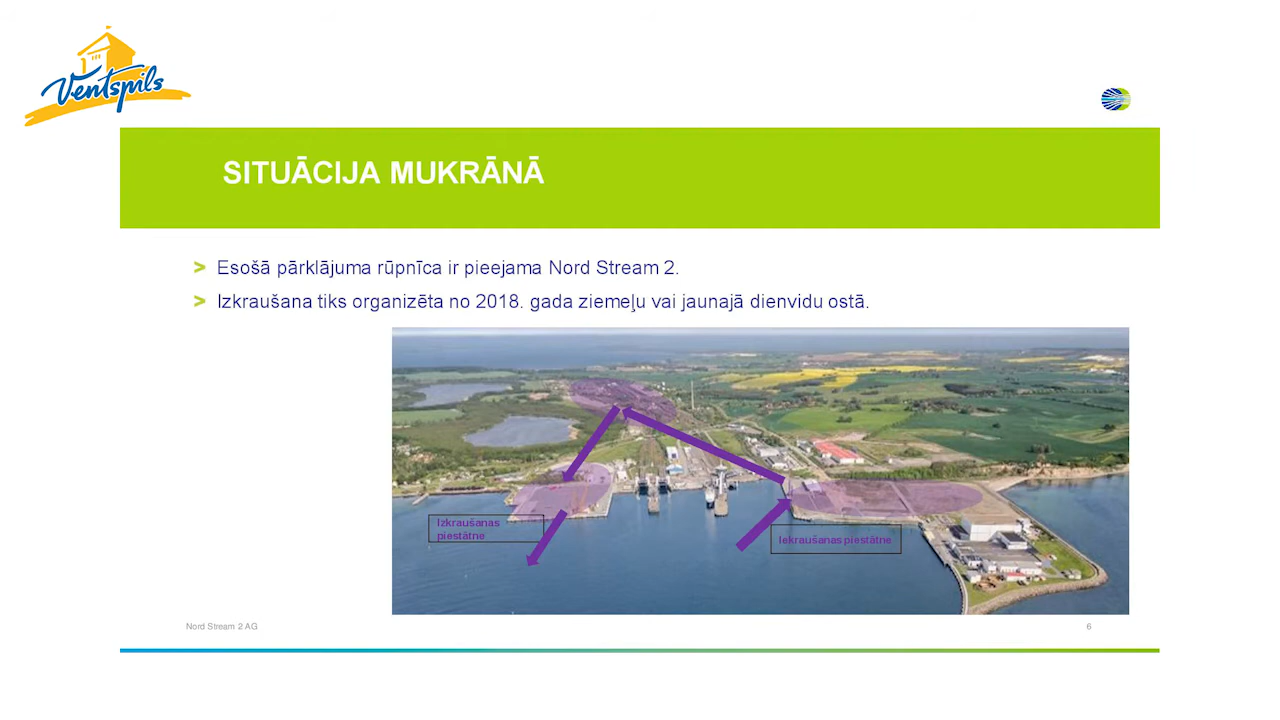 Ventspils
SITUĀCIJA MUKRĀNĀ
> Esošā pārklājuma rūpnīca ir pieejama Nord Stream 2.
> Izkraušana tiks organizēta no 2018. gada ziemeļu vai jaunajā dienvidu ostā.
Izkraušanas
piestātne
Iekraušanas piestātne
Nord Stream 2 AG
6